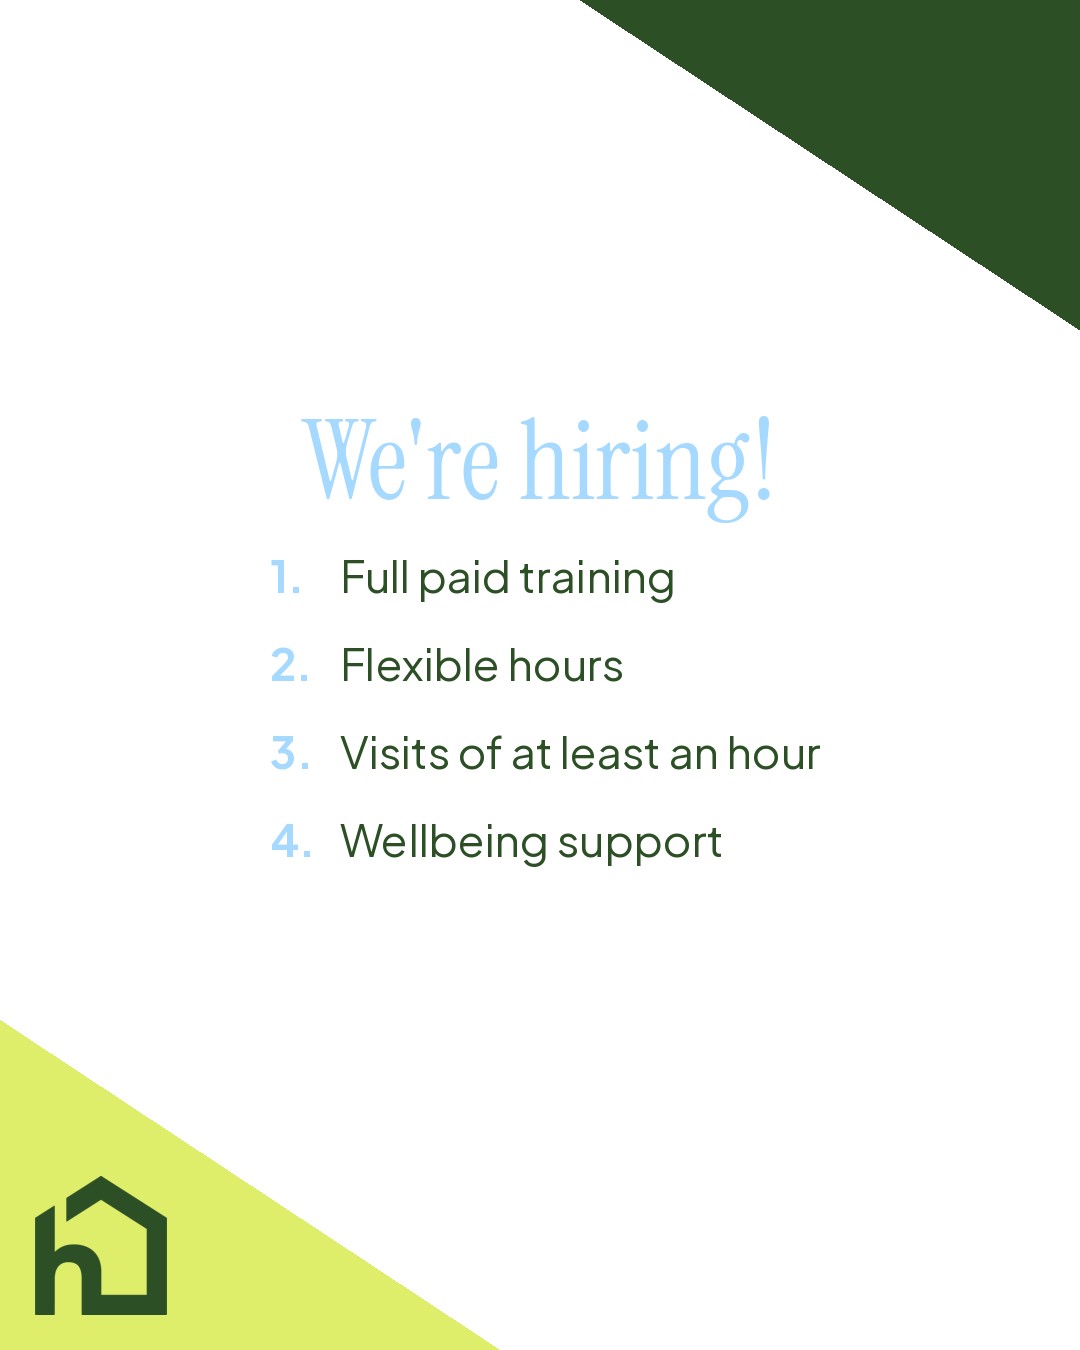 We're hiring!
1. Full paid training
2. Flexible hours
3. Visits of at least an hour
4. Wellbeing support
h